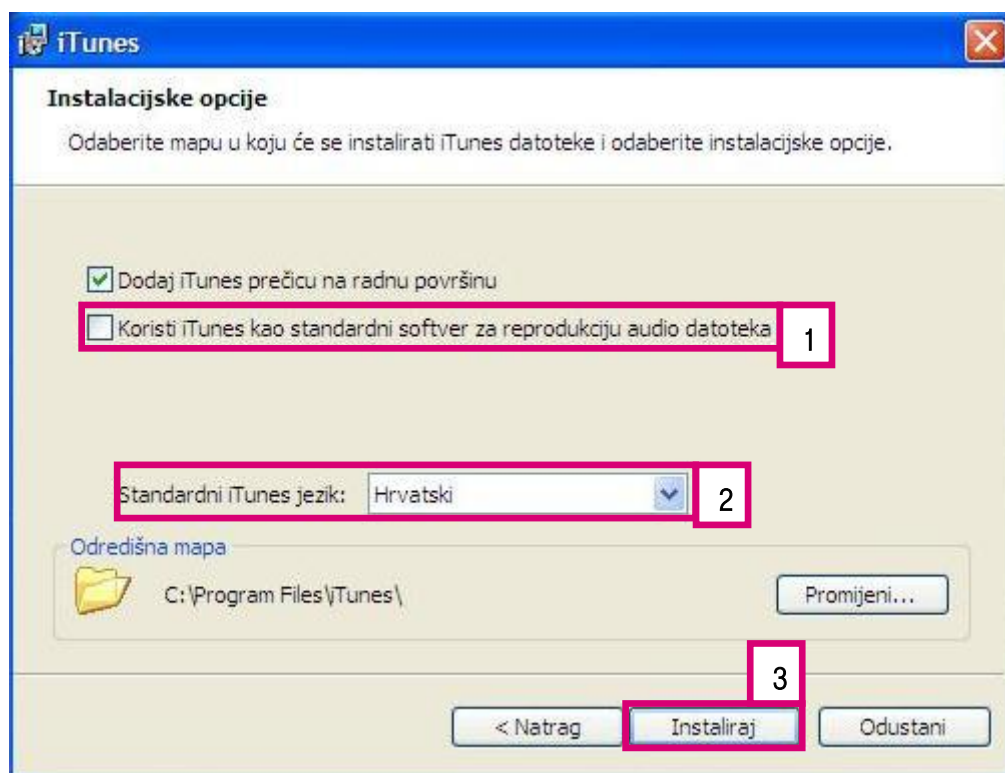 iTunes
Instalacijske opcije
Odaberite mapu u koju će se instalirati iTunes datoteke i odaberite instalacijske opcije.
Dodaj iTunes prečicu na radnu površinu
Koristi iTunes kao standardni softver za reprodukciju audio datoteka
1
Standardni iTunes jezik: Hrvatski
2
Odredišna mapa
C:\Program Files\iTunes\
Promijeni...
3
< Natrag Instaliraj Odustani